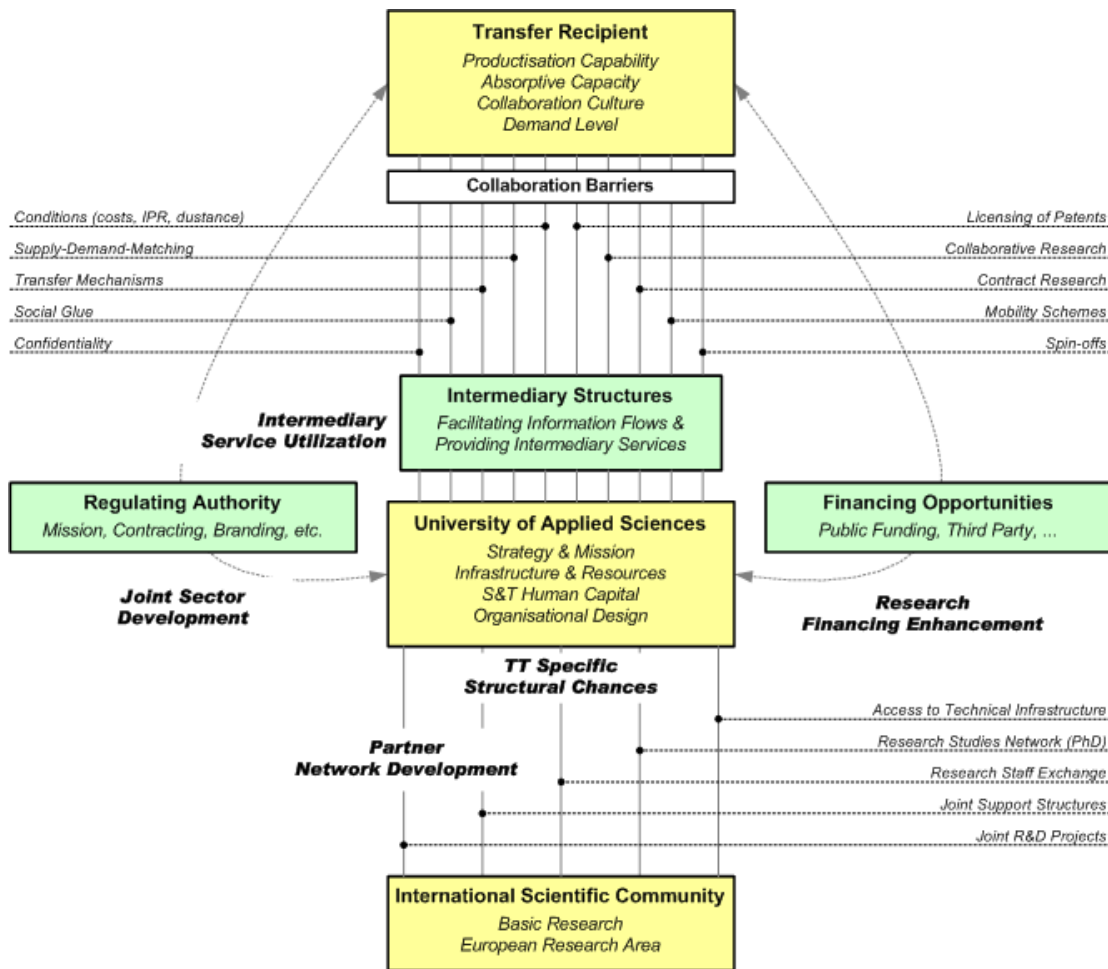 Transfer Recipient
Productisation Capability
Absorptive Capacity
Collaboration Culture
Demand Level
Collaboration Barriers
Conditions (costs, IPR, dustance)
Licensing of Patents
Supply-Demand-Matching
Collaborative Research
Transfer Mechanisms
Contract Research
Social Glue
Mobility Schemes
Confidentiality
Spin-offs
Intermediary Structures
Facilitating Information Flows &
Providing Intermediary Services
Intermediary
Service Utilization
Regulating Authority
Mission, Contracting, Branding, etc.
Financing Opportunities
Public Funding, Third Party, ...
University of Applied Sciences
Strategy & Mission
Infrastructure & Resources
S&T Human Capital
Organisational Design
Joint Sector
Development
Research
Financing Enhancement
TT Specific
Structural Chances
Partner
Network Development
Access to Technical Infrastructure
Research Studies Network (PhD)
Research Staff Exchange
Joint Support Structures
Joint R&D Projects
International Scientific Community
Basic Research
European Research Area